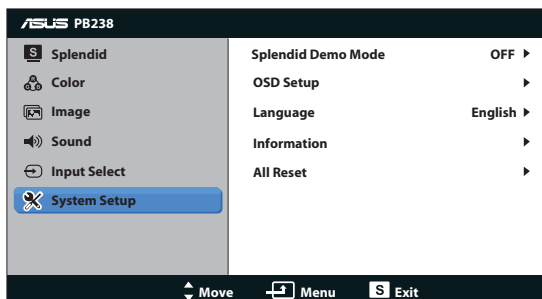 ASUS PB238
S Splendid
Color
Image
Sound
Input Select
System Setup
Splendid Demo Mode OFF
OSD Setup
Language English
Information
All Reset
Move Menu S Exit